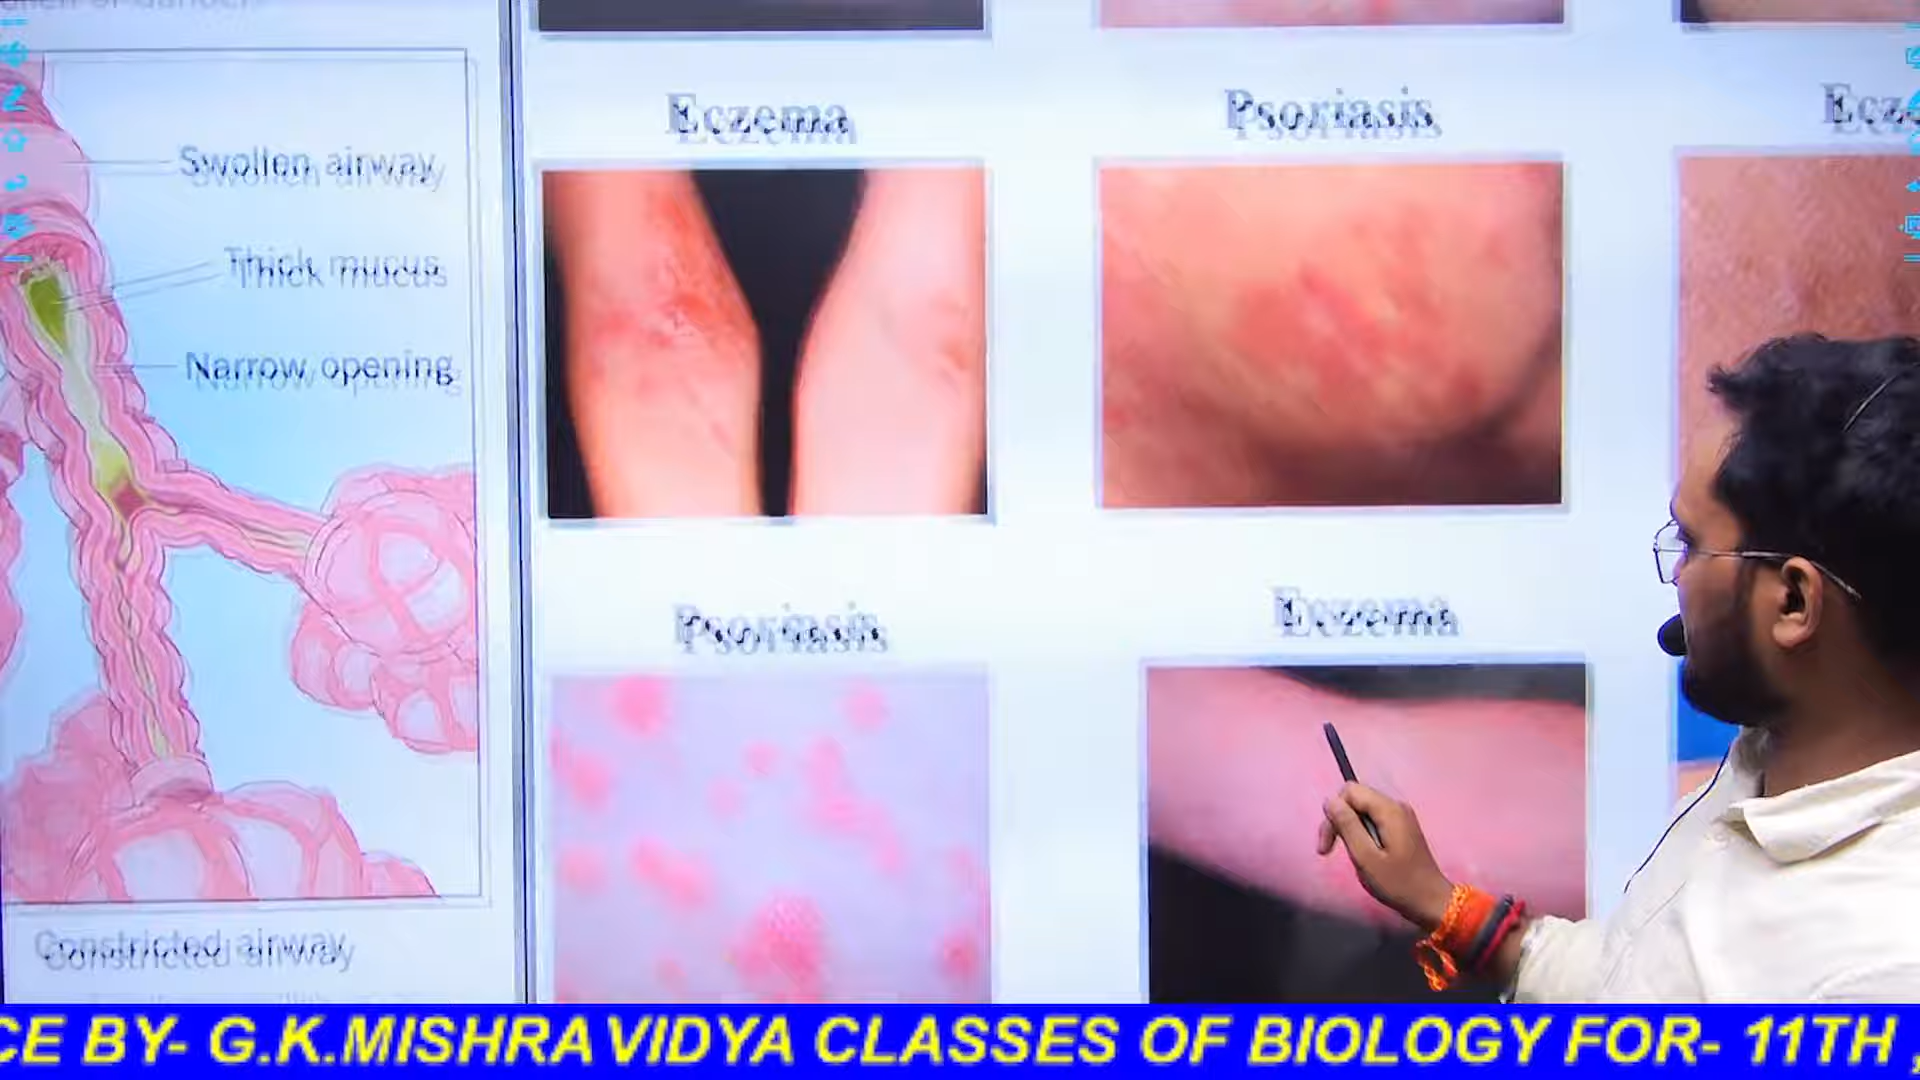 Swollen airway
Thick mucus
Narrow opening
Constricted airway
Eczema
Psoriasis
Psoriasis
Eczema
CE BY- G.K.MISHRA VIDYA CLASSES OF BIOLOGY FOR- 11TH ,